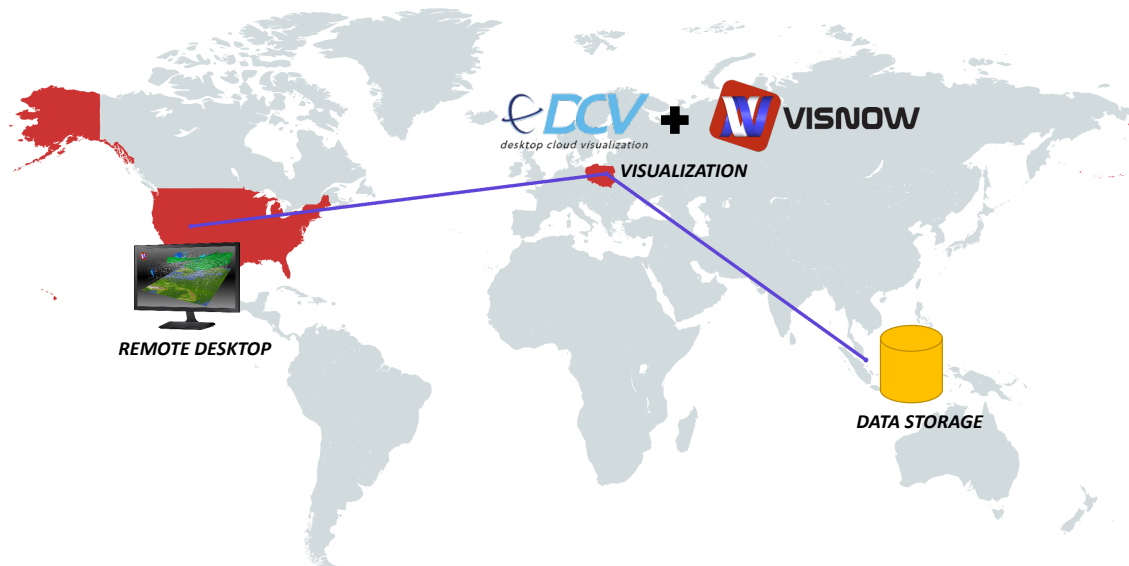 eDCV
desktop cloud visualization
VISNOW
VISUALIZATION
REMOTE DESKTOP
DATA STORAGE